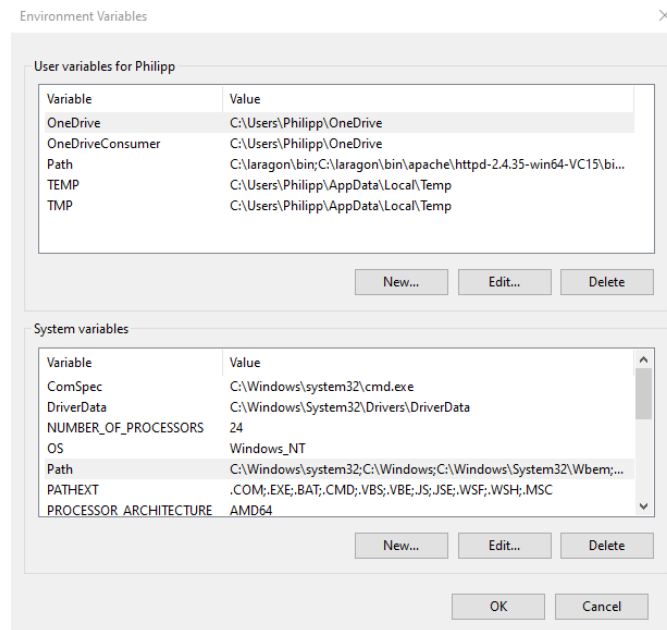 Environment Variables
User variables for Philipp
Variable Value
OneDrive C:\Users\Philipp\OneDrive
OneDriveConsumer C:\Users\Philipp\OneDrive
Path C:\laragon\bin;C:\laragon\bin\apache\httpd-2.4.35-win64-VC15\bi...
TEMP C:\Users\Philipp\AppData\Local\Temp
TMP C:\Users\Philipp\AppData\Local\Temp
New... Edit... Delete
System variables
Variable Value
ComSpec C:\Windows\system32\cmd.exe
DriverData C:\Windows\System32\Drivers\DriverData
NUMBER_OF_PROCESSORS 24
OS Windows_NT
Path C:\Windows\system32;C:\Windows;C:\Windows\System32\Wbem;...
PATHEXT .COM;.EXE;.BAT;.CMD;.VBS;.VBE;.JS;.JSE;.WSF;.WSH;.MSC
PROCESSOR_ARCHITECTURE AMD64
New... Edit... Delete
OK Cancel